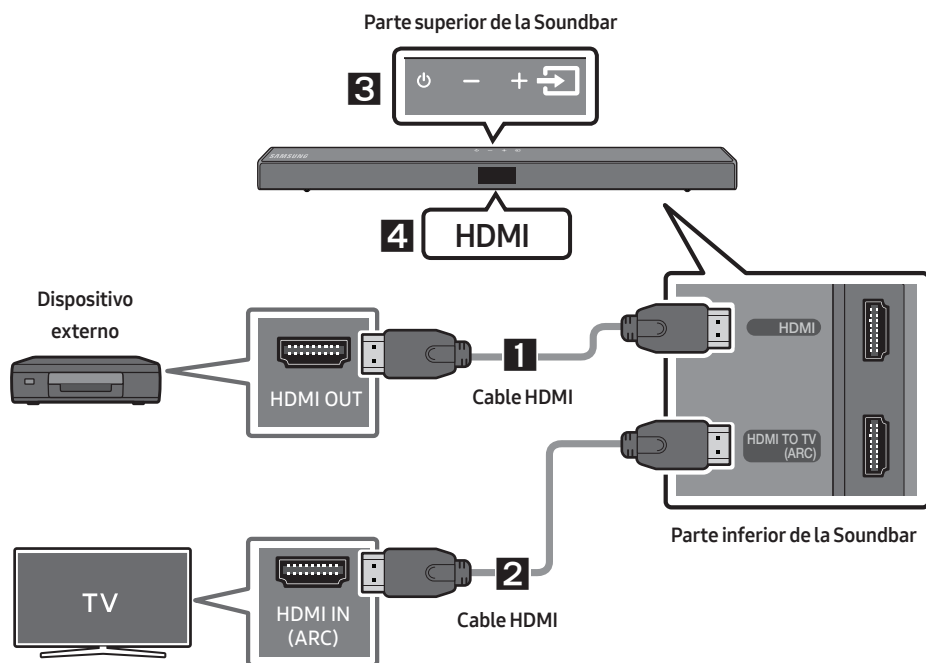 Parte superior de la Soundbar
3
SAMSUNG
4
HDMI
Dispositivo
externo
HDMI OUT
1
Cable HDMI
HDMI
HDMI TO TV
(ARC)
Parte inferior de la Soundbar
TV
HDMI IN
(ARC)
2
Cable HDMI